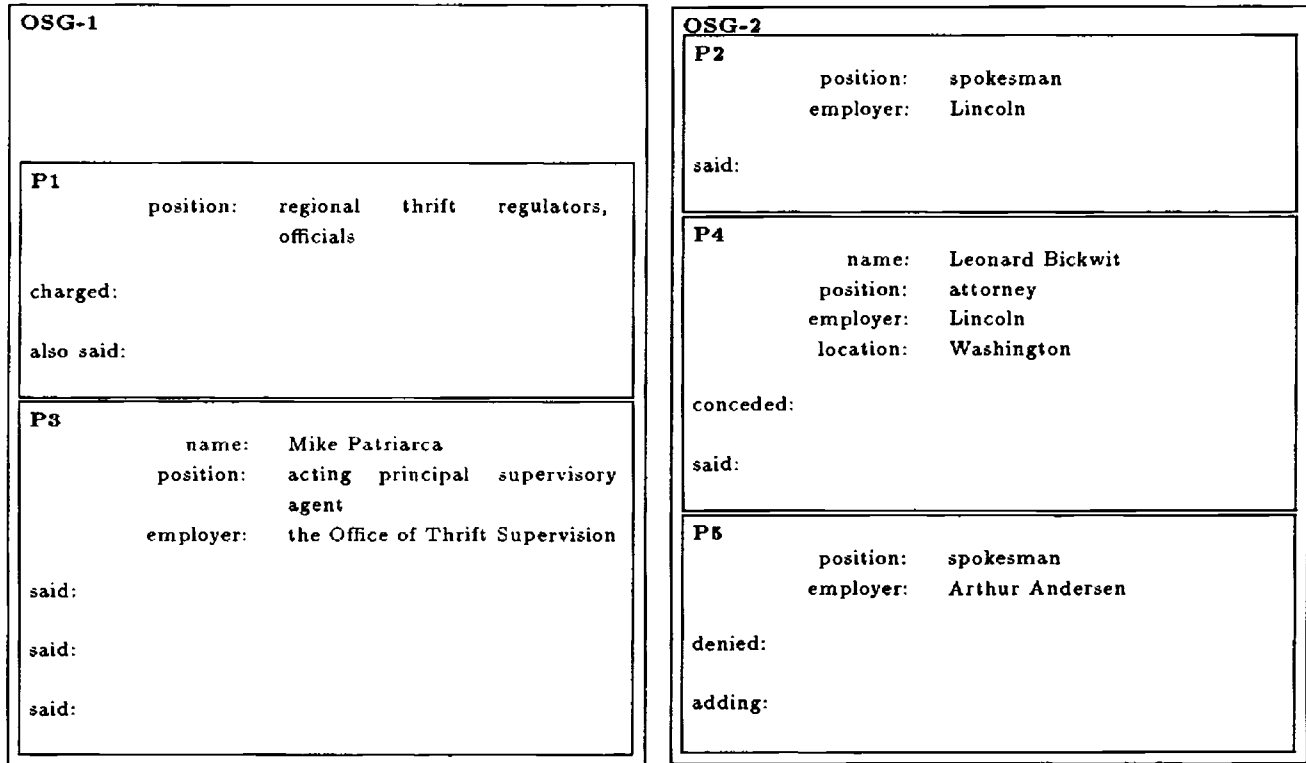 OSG-1
P1
position: regional thrift regulators,
officials
charged:
also said:
P3
name: Mike Patriarca
position: acting principal supervisory
agent
employer: the Office of Thrift Supervision
said:
said:
said:
OSG-2
P2
position: spokesman
employer: Lincoln
said:
P4
name: Leonard Bickwit
position: attorney
employer: Lincoln
location: Washington
conceded:
said:
P5
position: spokesman
employer: Arthur Andersen
denied:
adding: